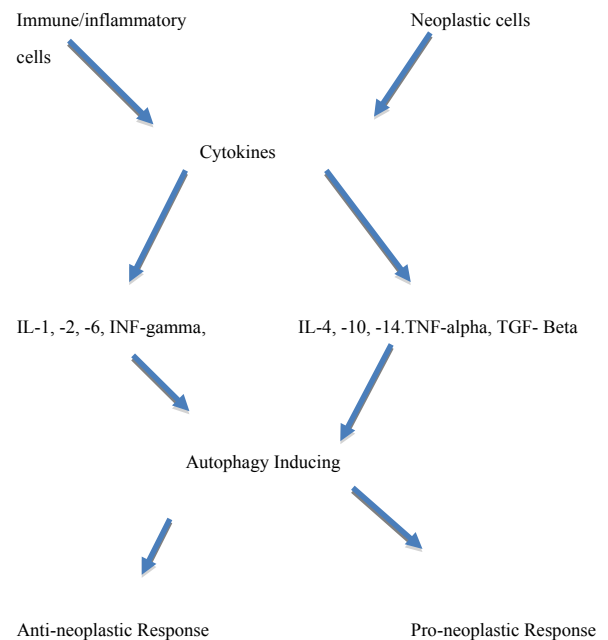 Immune/inflammatory
cells
Neoplastic cells
Cytokines
IL-1, -2, -6, INF-gamma,
IL-4, -10, -14.TNF-alpha, TGF- Beta
Autophagy Inducing
Anti-neoplastic Response
Pro-neoplastic Response